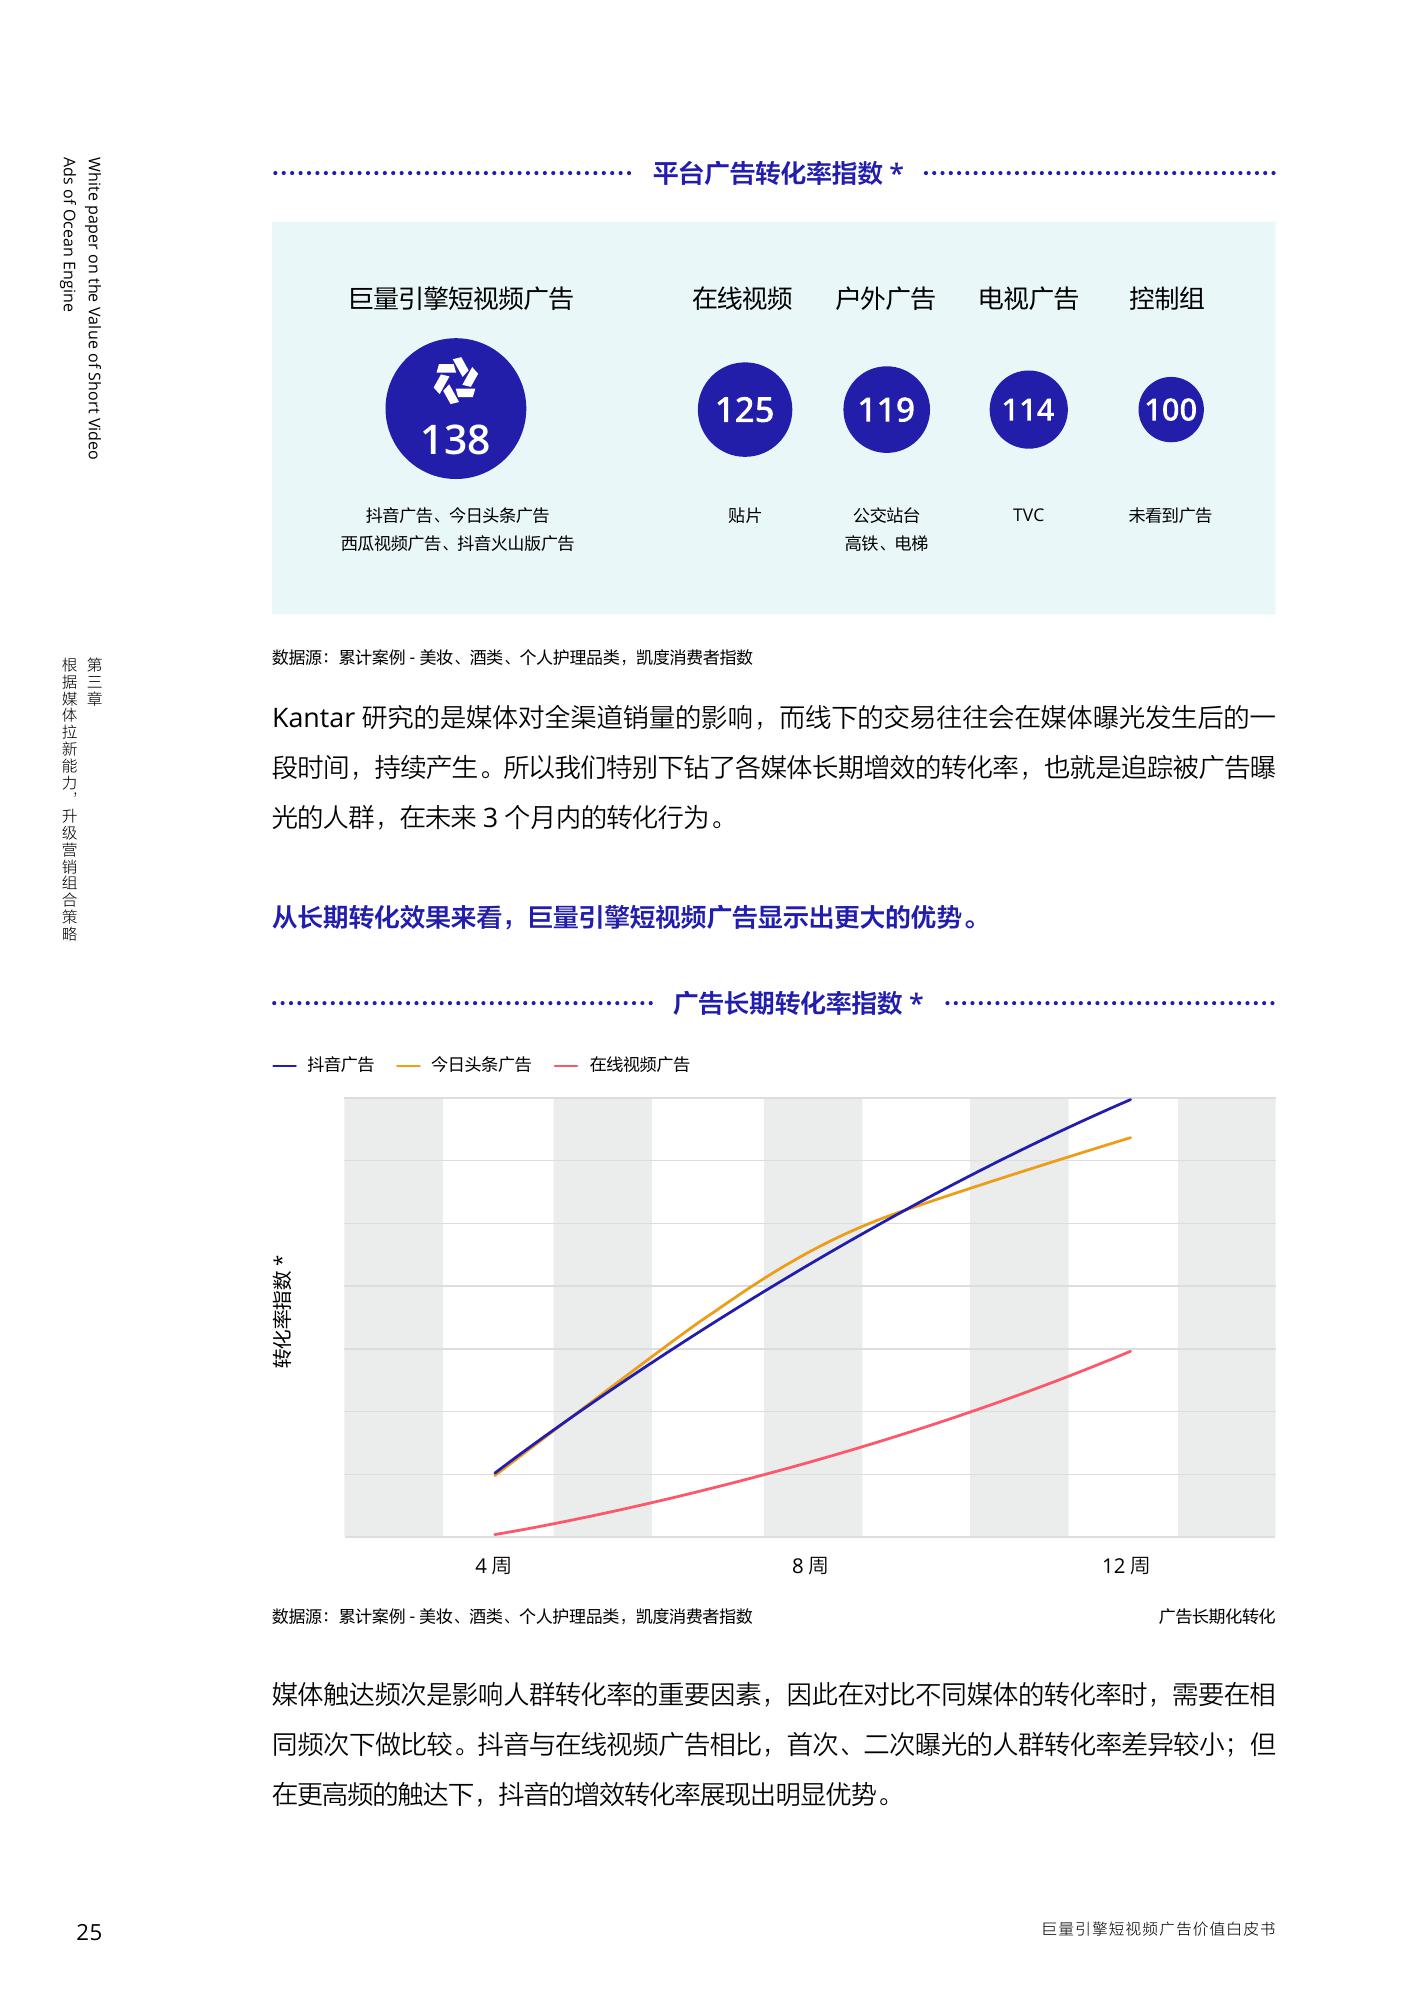 White paper on the Value of Short Video
Ads of Ocean Engine
第三章
根据媒体拉新能力，升级营销组合策略
平台广告转化率指数 *
巨量引擎短视频广告
138
抖音广告、今日头条广告
西瓜视频广告、抖音火山版广告
在线视频
125
贴片
户外广告
119
公交站台
高铁、电梯
电视广告
114
TVC
控制组
100
未看到广告
数据源：累计案例 - 美妆、酒类、个人护理品类，凯度消费者指数
Kantar 研究的是媒体对全渠道销量的影响，而线下的交易往往会在媒体曝光发生后的一
段时间，持续产生。所以我们特别下钻了各媒体长期增效的转化率，也就是追踪被广告曝
光的人群，在未来 3 个月内的转化行为。
从长期转化效果来看，巨量引擎短视频广告显示出更大的优势。
广告长期转化率指数 *
抖音广告
今日头条广告
在线视频广告
转化率指数 *
4 周
8 周
12 周
数据源：累计案例 - 美妆、酒类、个人护理品类，凯度消费者指数
广告长期化转化
媒体触达频次是影响人群转化率的重要因素，因此在对比不同媒体的转化率时，需要在相
同频次下做比较。抖音与在线视频广告相比，首次、二次曝光的人群转化率差异较小；但
在更高频的触达下，抖音的增效转化率展现出明显优势。
25
巨量引擎短视频广告价值白皮书